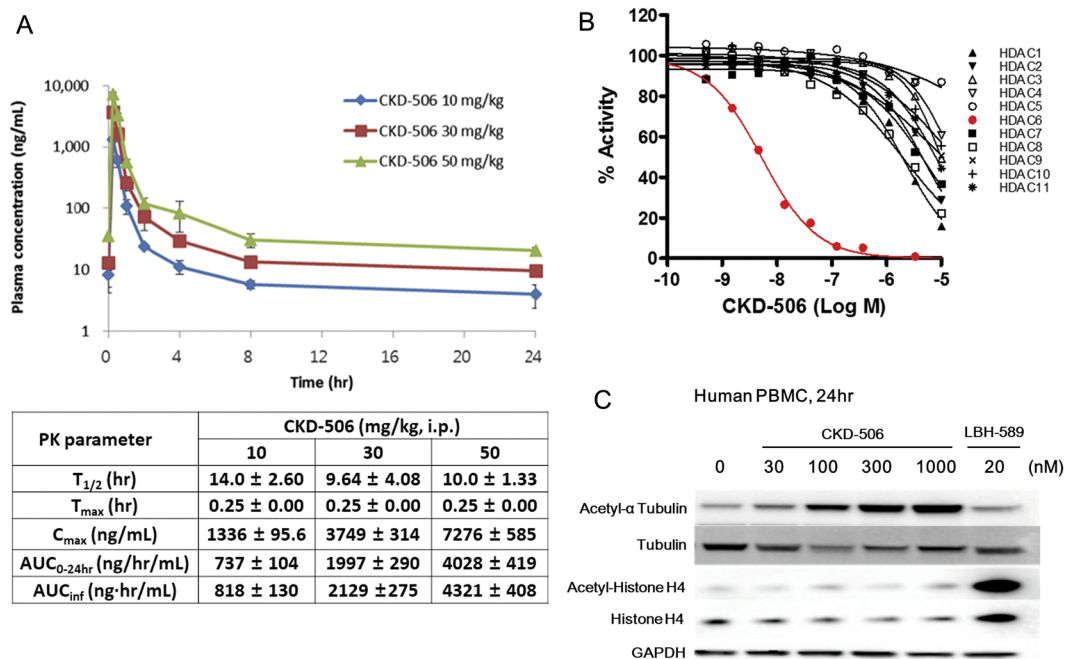 A
Plasma concentration (ng/mL)
10,000
1,000
100
10
1
CKD-506 10 mg/kg
CKD-506 30 mg/kg
CKD-506 50 mg/kg
0 4 8 12 16 20 24
Time (hr)
PK parameter CKD-506 (mg/kg, i.p.)
10 30 50
T1/2 (hr) 14.0 ± 2.60 9.64 ± 4.08 10.0 ± 1.33
Tmax (hr) 0.25 ± 0.00 0.25 ± 0.00 0.25 ± 0.00
Cmax (ng/mL) 1336 ± 95.6 3749 ± 314 7276 ± 585
AUC0-24hr (ng/hr/mL) 737 ± 104 1997 ± 290 4028 ± 419
AUCinf (ng·hr/mL) 818 ± 130 2129 ±275 4321 ± 408
B
% Activity
120
100
80
60
40
20
0
-10 -9 -8 -7 -6 -5
CKD-506 (Log M)
HDAC1
HDAC2
HDAC3
HDAC4
HDAC5
HDAC6
HDAC7
HDAC8
HDAC9
HDAC10
HDAC11
C
Human PBMC, 24hr
CKD-506 LBH-589
0 30 100 300 1000 20 (nM)
Acetyl-α Tubulin
Tubulin
Acetyl-Histone H4
Histone H4
GAPDH